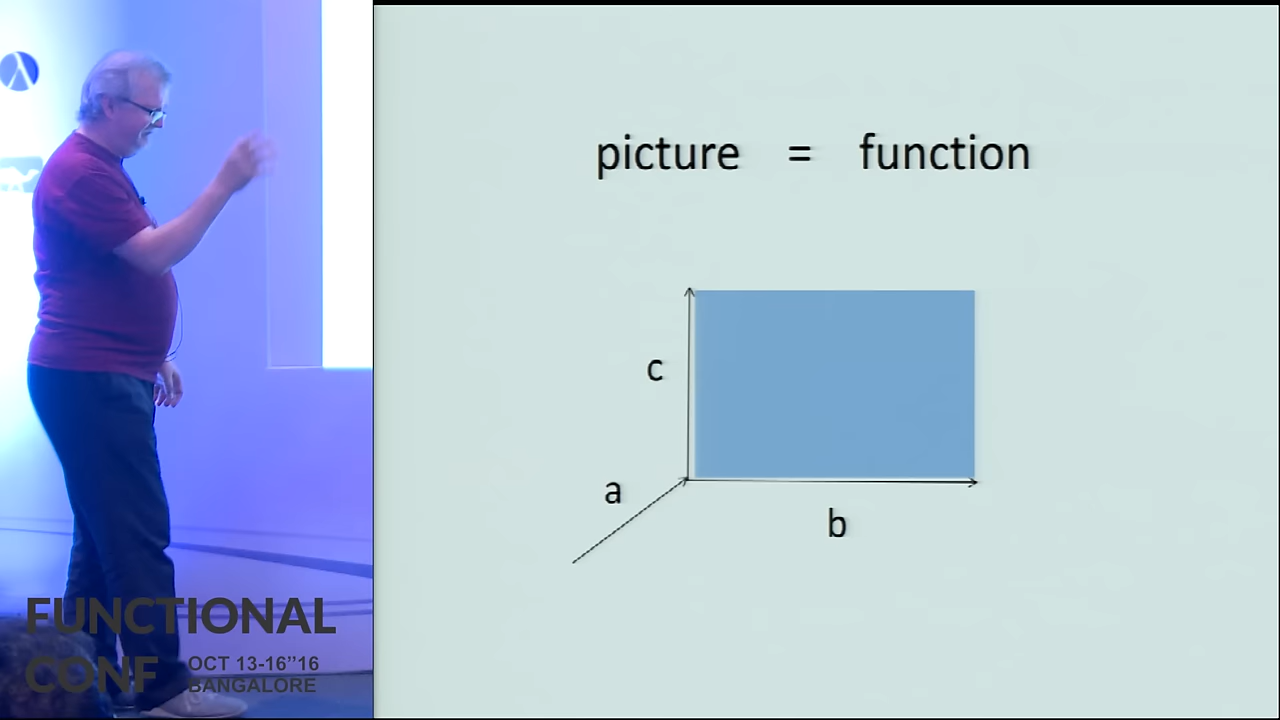 picture = function
c
a
b
FUNCTIONAL
CONF
OCT 13-16”16
BANGALORE